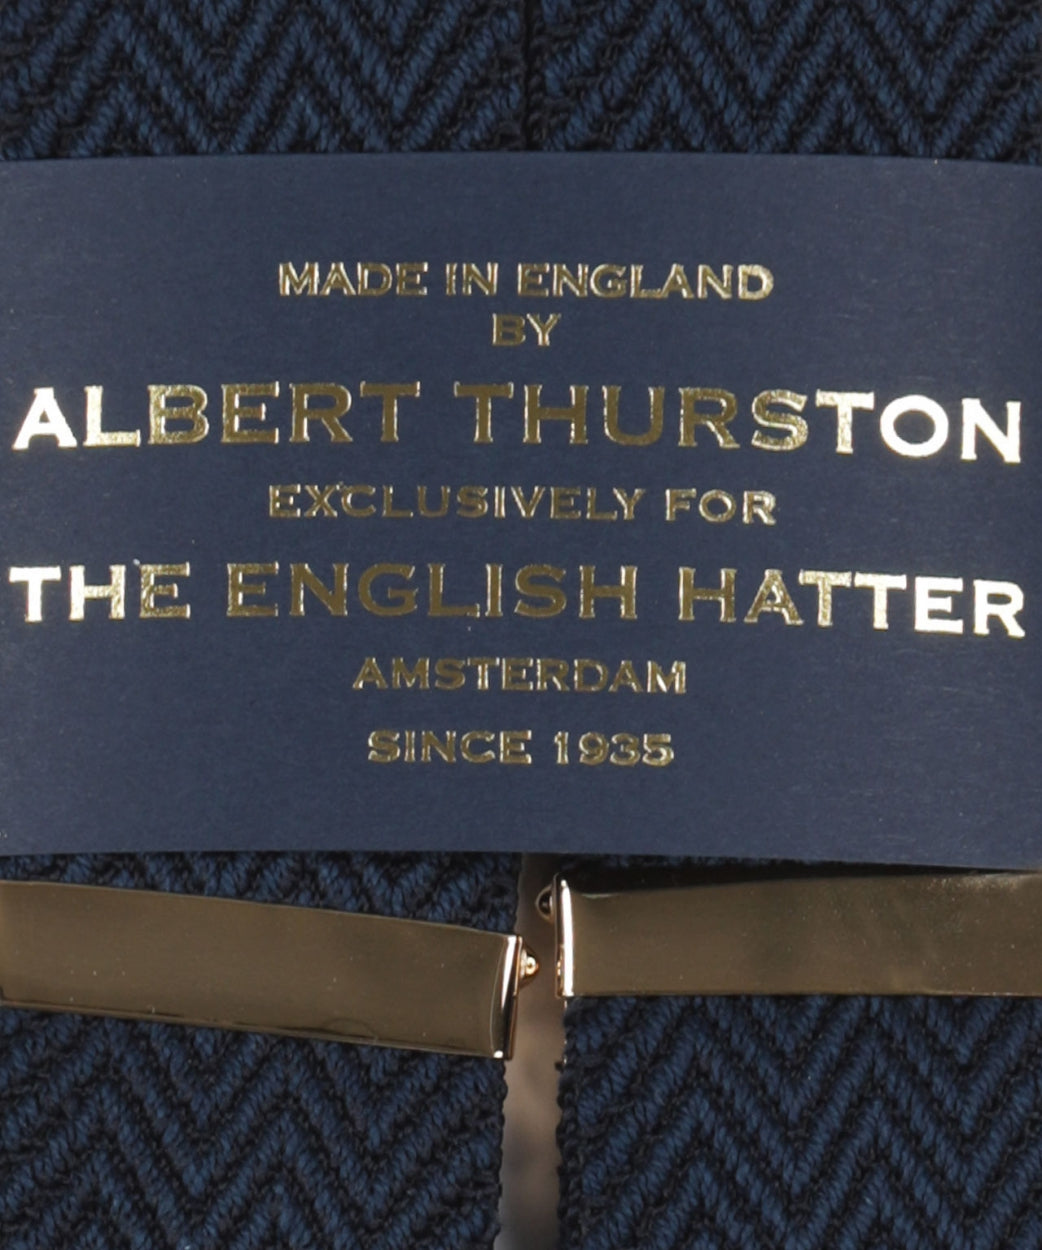 MADE IN ENGLAND
BY
ALBERT THURSTON
EXCLUSIVELY FOR
THE ENGLISH HATTER
AMSTERDAM
SINCE 1935